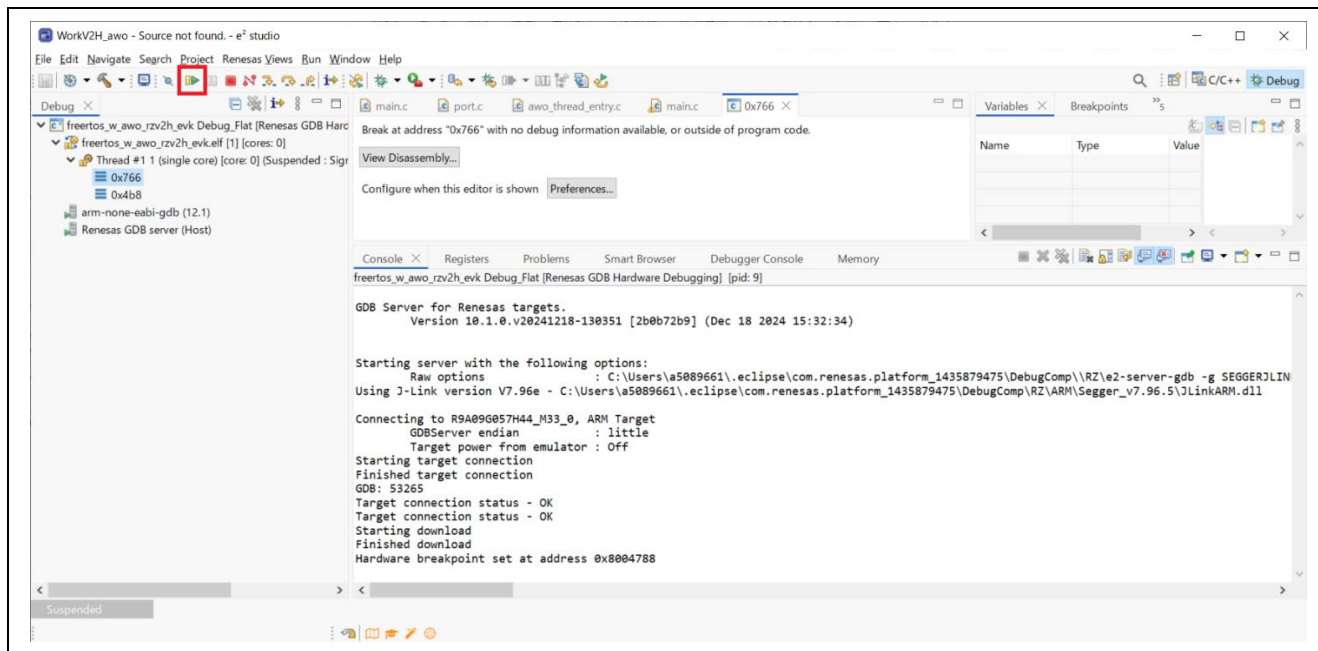 WorkV2H_awo - Source not found. - e² studio
File Edit Navigate Search Project Renesas Views Run Window Help
C/C++ Debug
Debug
freertos_w_awo_rzv2h_evk Debug_Flat [Renesas GDB Hard
freertos_w_awo_rzv2h_evk.elf [1] [cores: 0]
Thread #1 1 (single core) [core: 0] (Suspended : Sigr
0x766
0x4b8
arm-none-eabi-gdb (12.1)
Renesas GDB server (Host)
main.c port.c awo_thread_entry.c main.c 0x766
Break at address "0x766" with no debug information available, or outside of program code.
View Disassembly...
Configure when this editor is shown Preferences...
Variables Breakpoints »5
Name Type Value
Console Registers Problems Smart Browser Debugger Console Memory
freertos_w_awo_rzv2h_evk Debug_Flat [Renesas GDB Hardware Debugging] [pid: 9]
GDB Server for Renesas targets.
Version 10.1.0.v20241218-130351 [2b0b72b9] (Dec 18 2024 15:32:34)
Starting server with the following options:
Raw options : C:\Users\a5089661\.eclipse\com.renesas.platform_1435879475\DebugComp\\RZ\e2-server-gdb -g SEGGERJLIN
Using J-Link version V7.96e - C:\Users\a5089661\.eclipse\com.renesas.platform_1435879475\DebugComp\RZ\ARM\Segger_v7.96.5\JLinkARM.dll
Connecting to R9A09G057H44_M33_0, ARM Target
GDBServer endian : little
Target power from emulator : Off
Starting target connection
Finished target connection
GDB: 53265
Target connection status - OK
Target connection status - OK
Starting download
Finished download
Hardware breakpoint set at address 0x8004788
Suspended